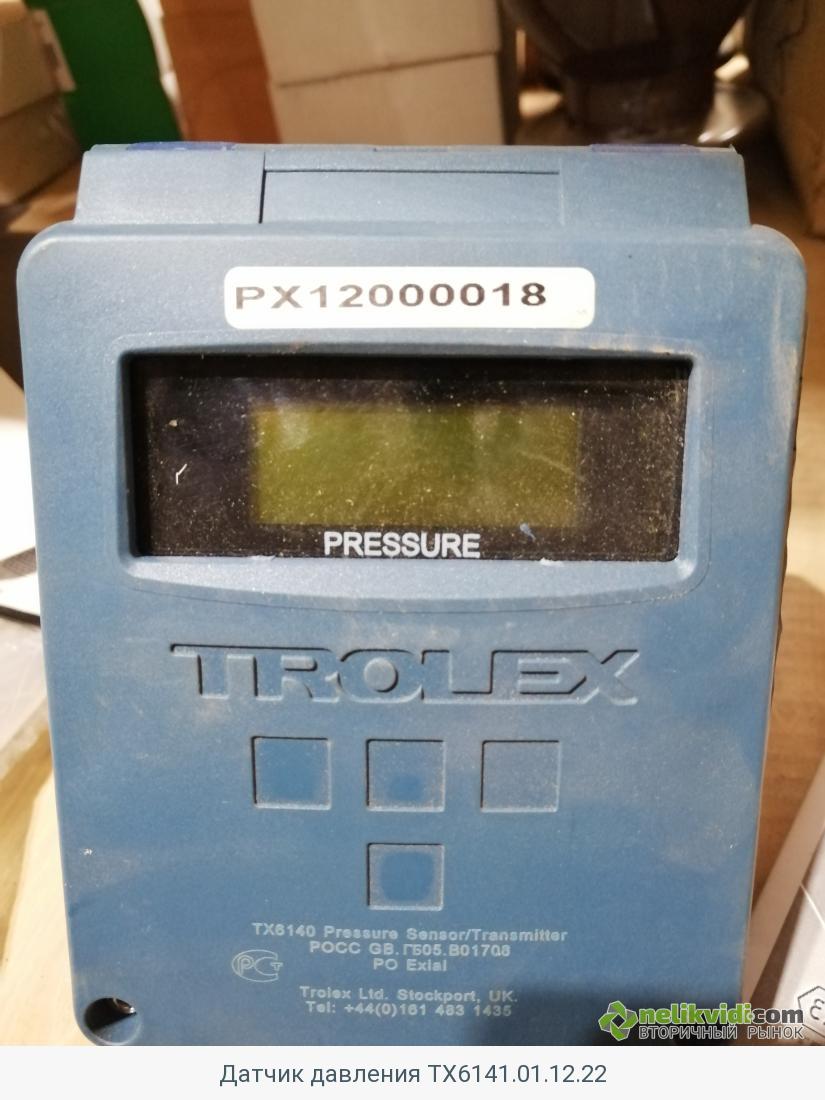 PX12000018
PRESSURE
TROLEX
TX6140 Pressure Sensor/Transmitter
РОСС GB.ГБ05.B01708
PO ExiaI
Trolex Ltd. Stockport, UK.
Tel: +44(0)161 483 1435
nelikvidi.com
ВТОРИЧНЫЙ РЫНОК
Датчик давления TX6141.01.12.22